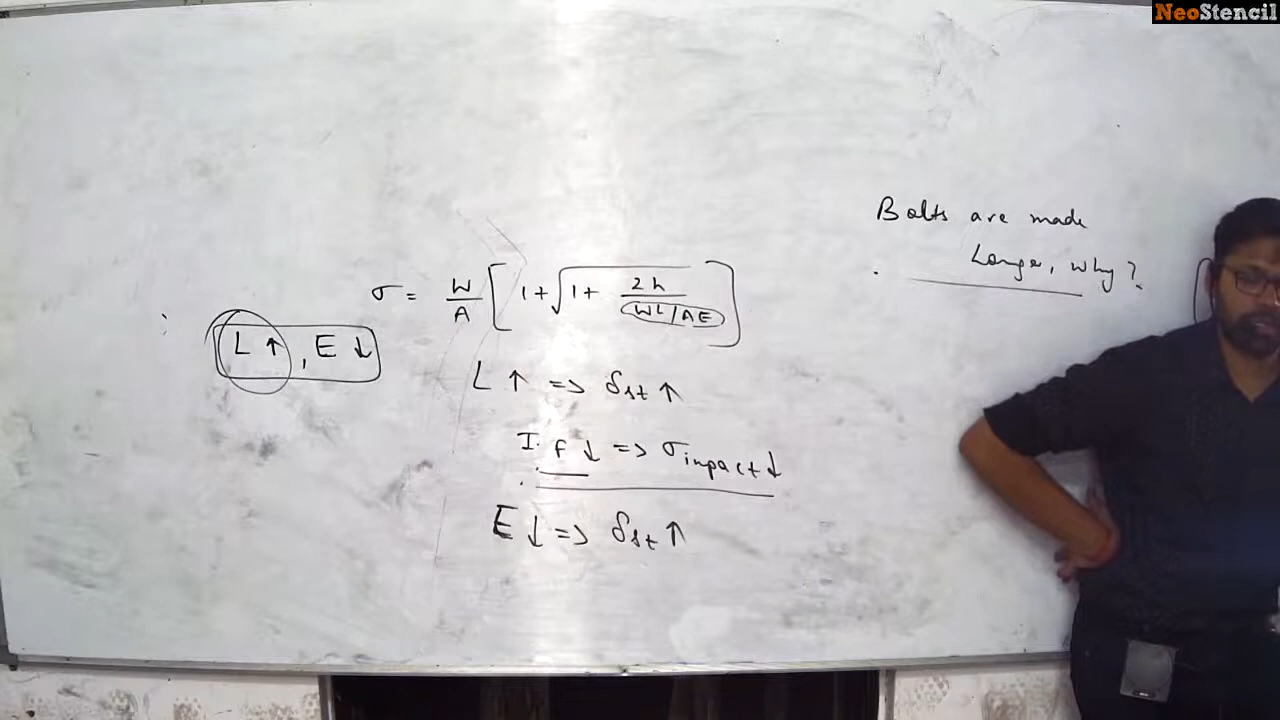 NeoStencil
Bolts are made
Longer, why?
σ = W/A [1 + √(1 + 2h/(WL/AE))]
L ↑ , E ↓
L ↑ => δst ↑
I.f ↓ => σimpact ↓
E ↓ => δst ↑